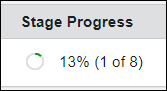 Stage Progress
13% (1 of 8)